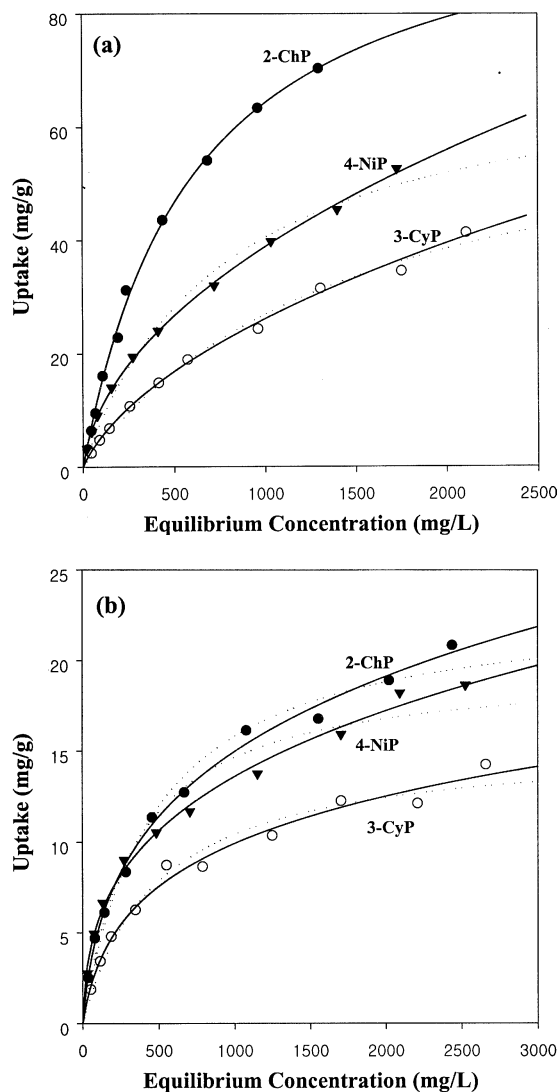 80
(a)
2-ChP
60
4-NiP
Uptake (mg/g)
40
3-CyP
20
0
0 500 1000 1500 2000 2500
Equilibrium Concentration (mg/L)
25
(b)
2-ChP
20
4-NiP
15
Uptake (mg/g)
3-CyP
10
5
0
0 500 1000 1500 2000 2500 3000
Equilibrium Concentration (mg/L)